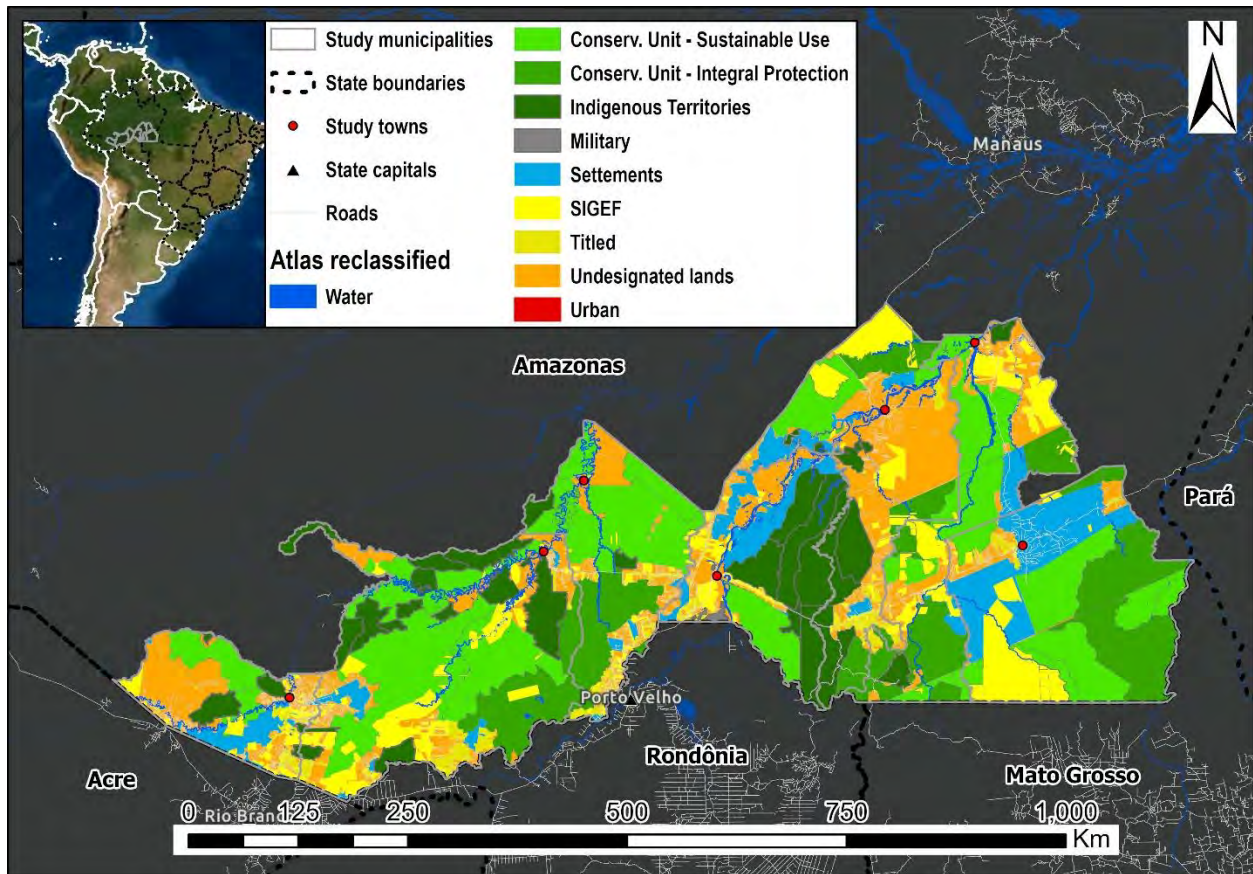 Study municipalities
State boundaries
Study towns
State capitals
Roads
Atlas reclassified
Water
Conserv. Unit - Sustainable Use
Conserv. Unit - Integral Protection
Indigenous Territories
Military
Settements
SIGEF
Titled
Undesignated lands
Urban
N
Manaus
Amazonas
Pará
Porto Velho
Rondônia
Acre
Mato Grosso
Rio Branc
0 125 250 500 750 1,000
Km